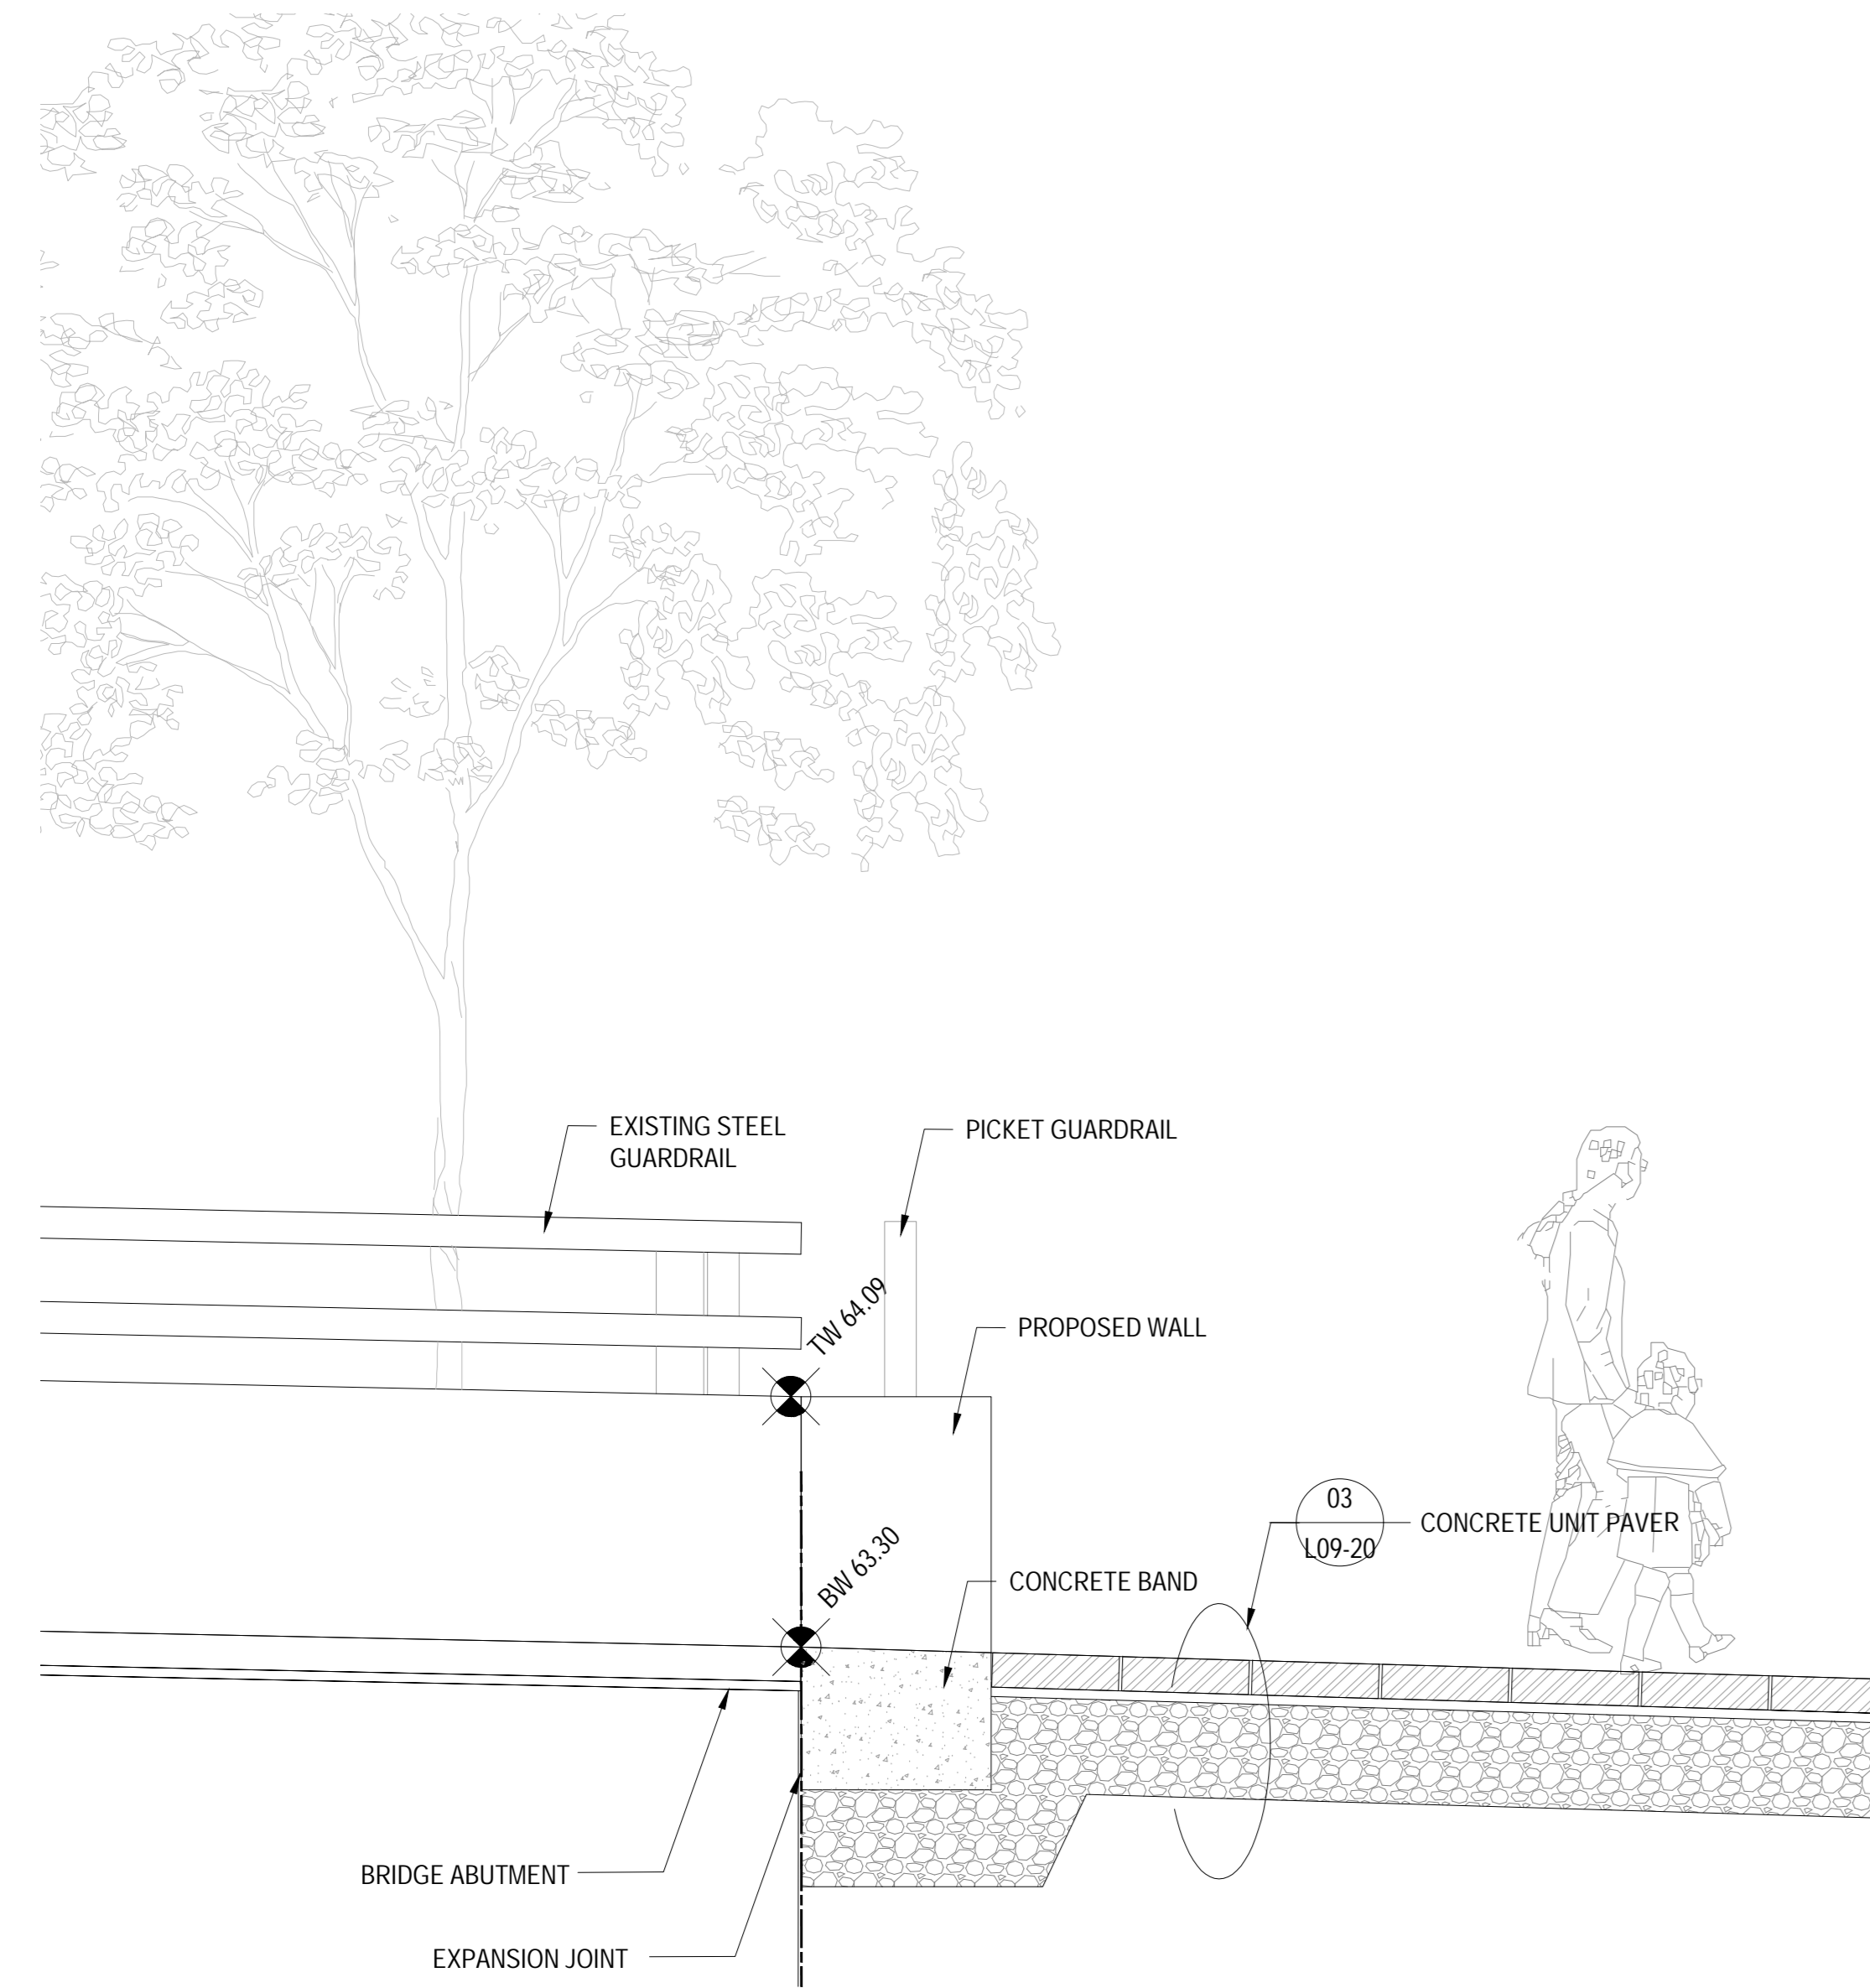 EXISTING STEEL
GUARDRAIL
PICKET GUARDRAIL
TW 64.09
PROPOSED WALL
03
L09-20
CONCRETE UNIT PAVER
BW 63.30
CONCRETE BAND
BRIDGE ABUTMENT
EXPANSION JOINT